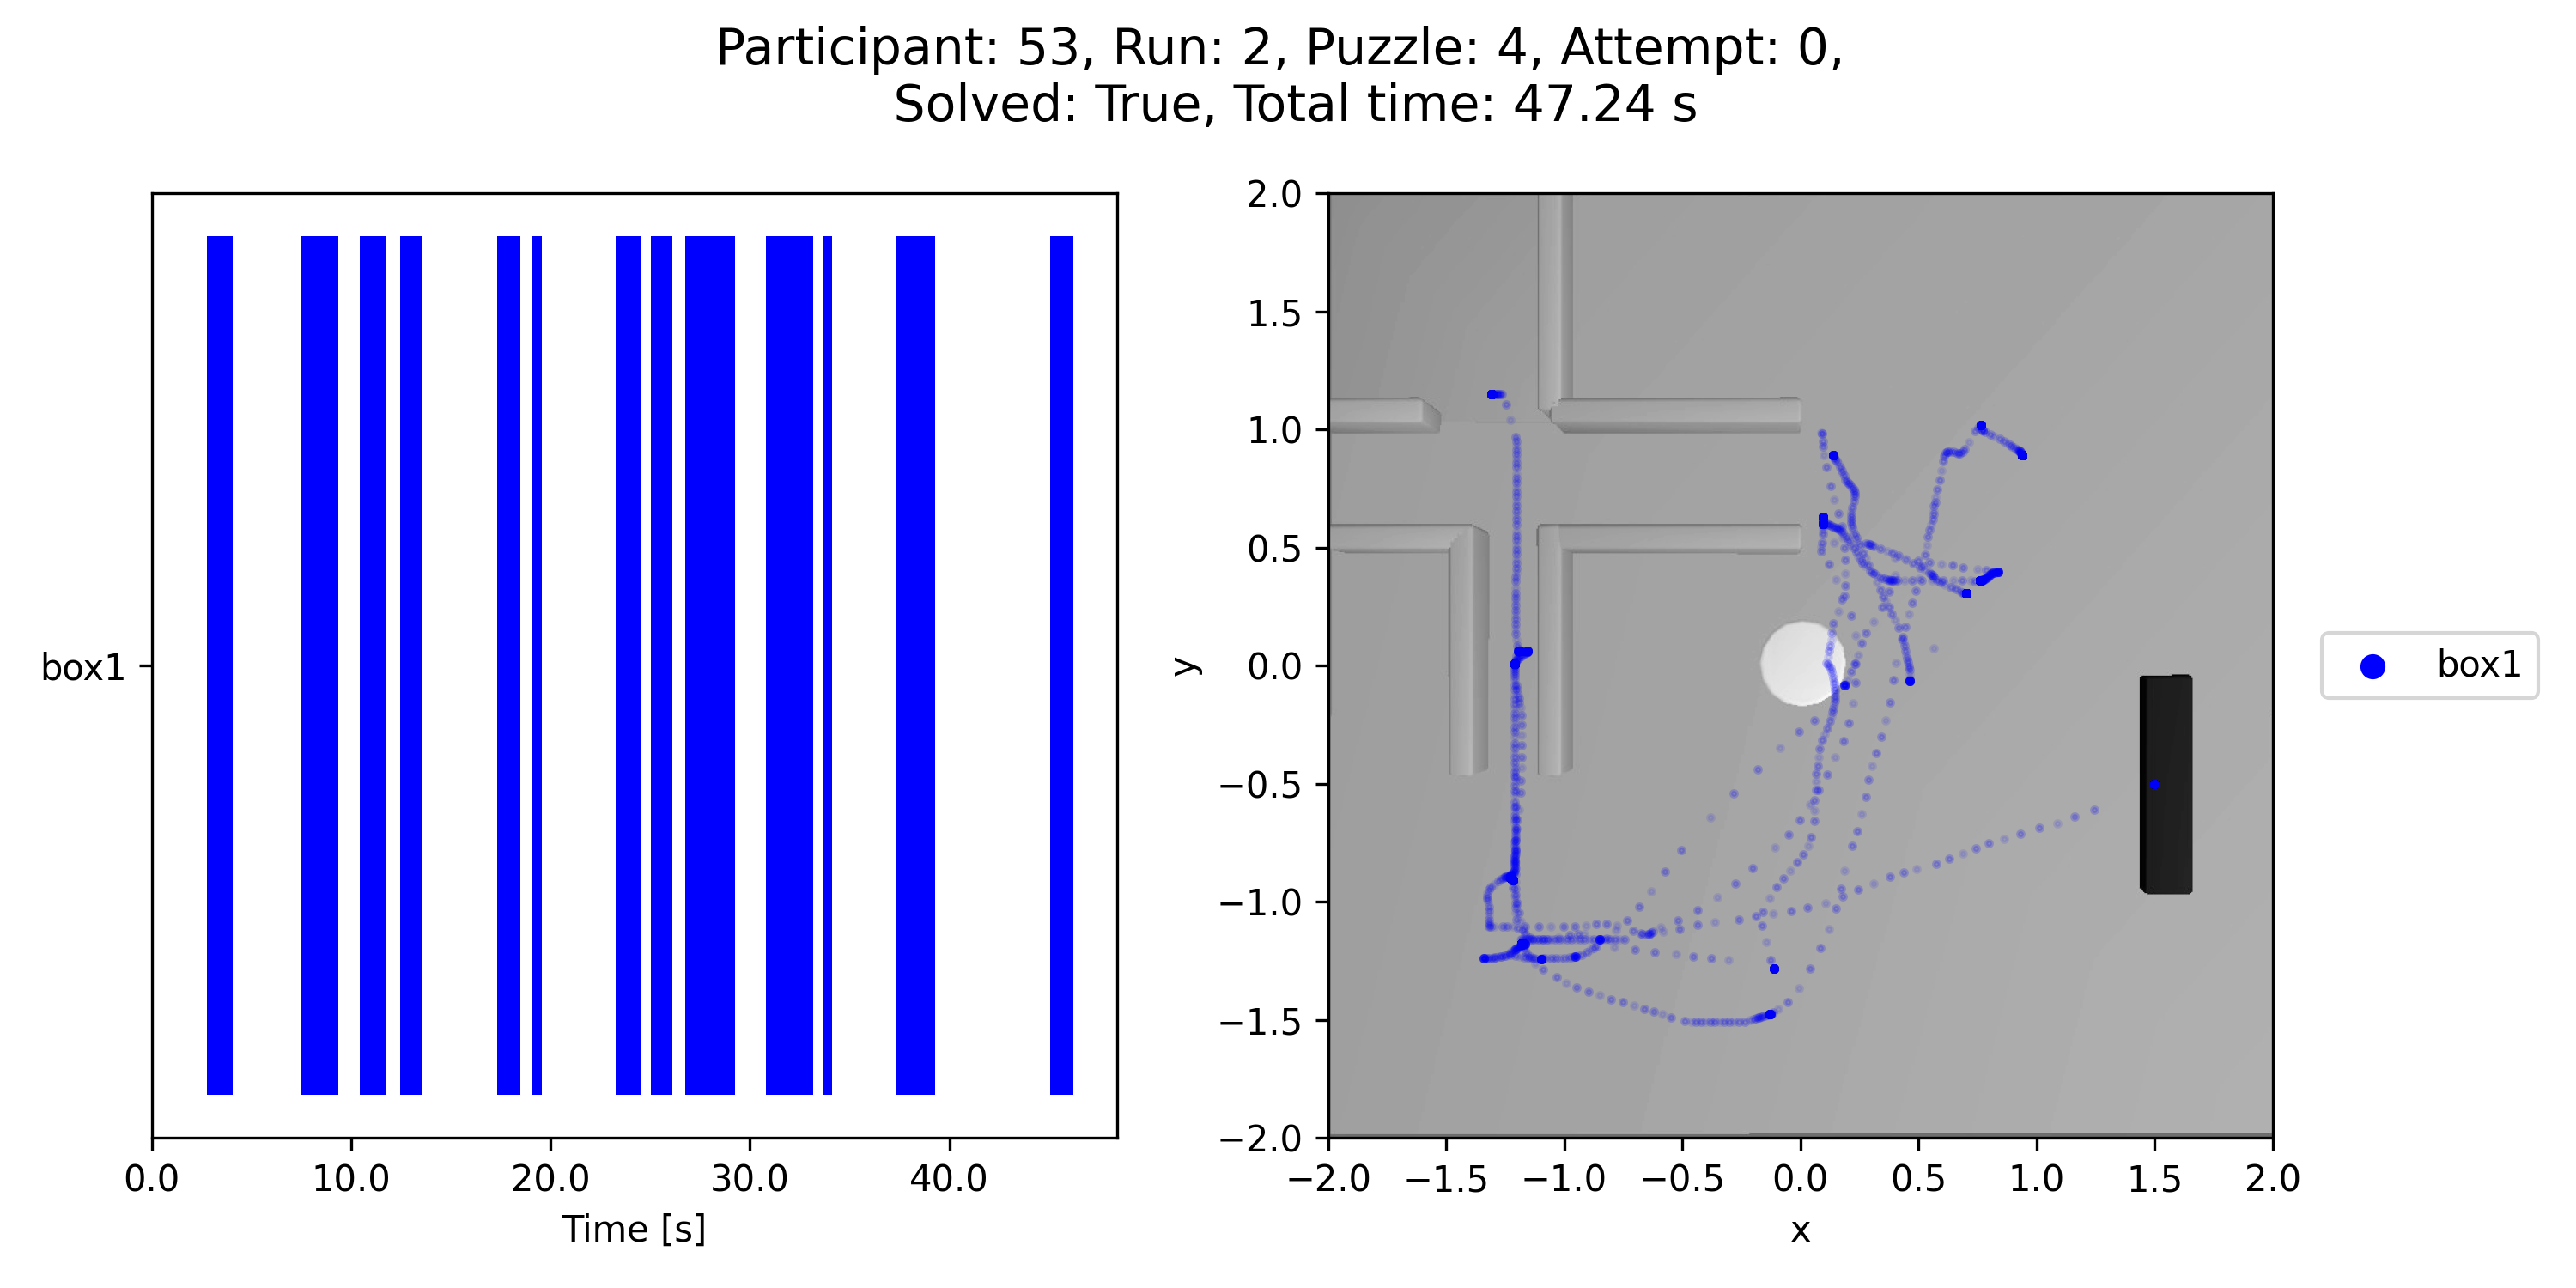 Participant: 53, Run: 2, Puzzle: 4, Attempt: 0,
Solved: True, Total time: 47.24 s
box1
0.0 10.0 20.0 30.0 40.0
Time [s]
2.0
1.5
1.0
0.5
0.0
−0.5
−1.0
−1.5
−2.0
y
−2.0 −1.5 −1.0 −0.5 0.0 0.5 1.0 1.5 2.0
x
box1